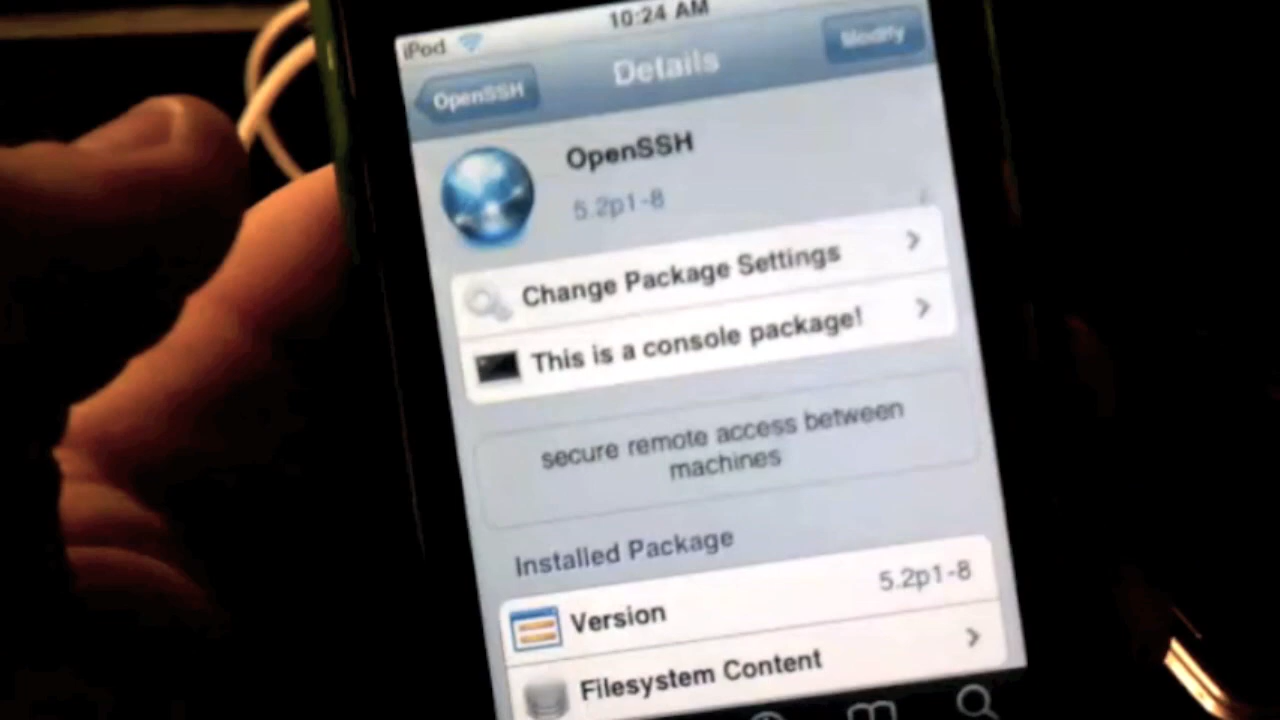 iPod 10:24 AM
OpenSSH Details Modify
OpenSSH
5.2p1-8
Change Package Settings
This is a console package!
secure remote access between
machines
Installed Package
Version 5.2p1-8
Filesystem Content